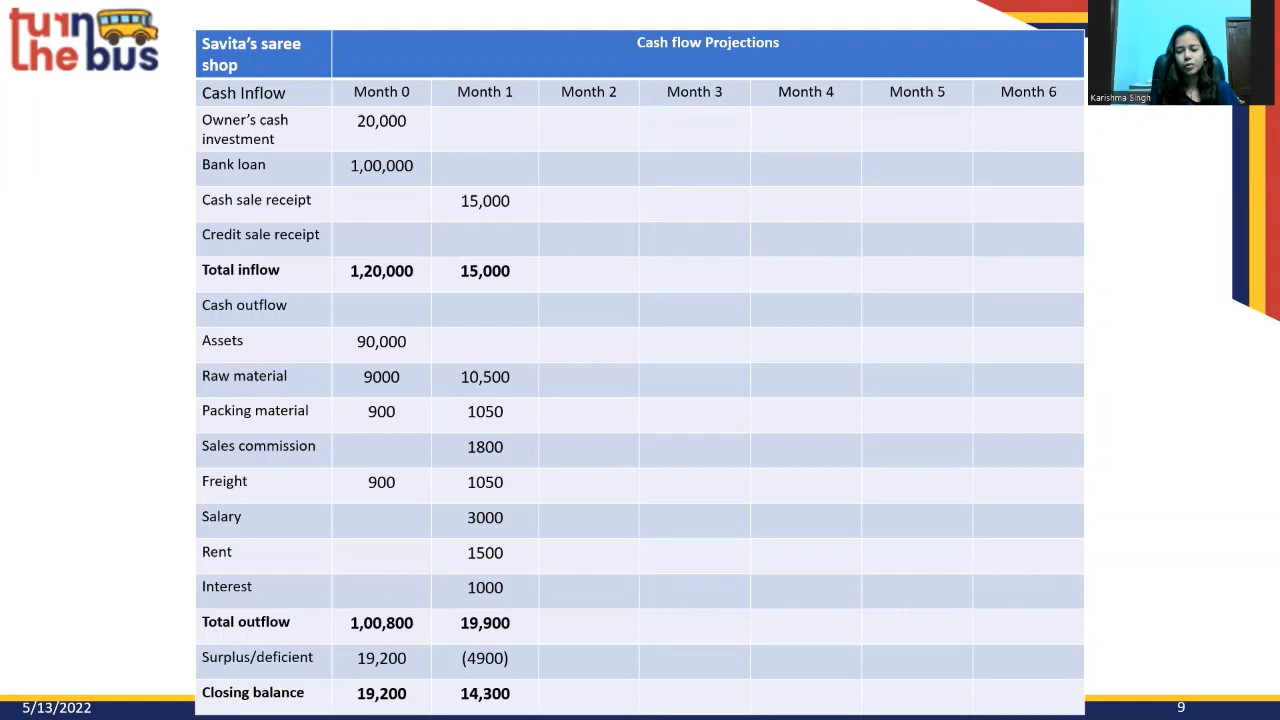 turn
the bus
Savita's saree shop Cash flow Projections
Cash Inflow Month 0 Month 1 Month 2 Month 3 Month 4 Month 5 Month 6
Owner's cash investment 20,000
Bank loan 1,00,000
Cash sale receipt 15,000
Credit sale receipt
Total inflow 1,20,000 15,000
Cash outflow
Assets 90,000
Raw material 9000 10,500
Packing material 900 1050
Sales commission 1800
Freight 900 1050
Salary 3000
Rent 1500
Interest 1000
Total outflow 1,00,800 19,900
Surplus/deficient 19,200 (4900)
Closing balance 19,200 14,300
Karishma Singh
5/13/2022
9